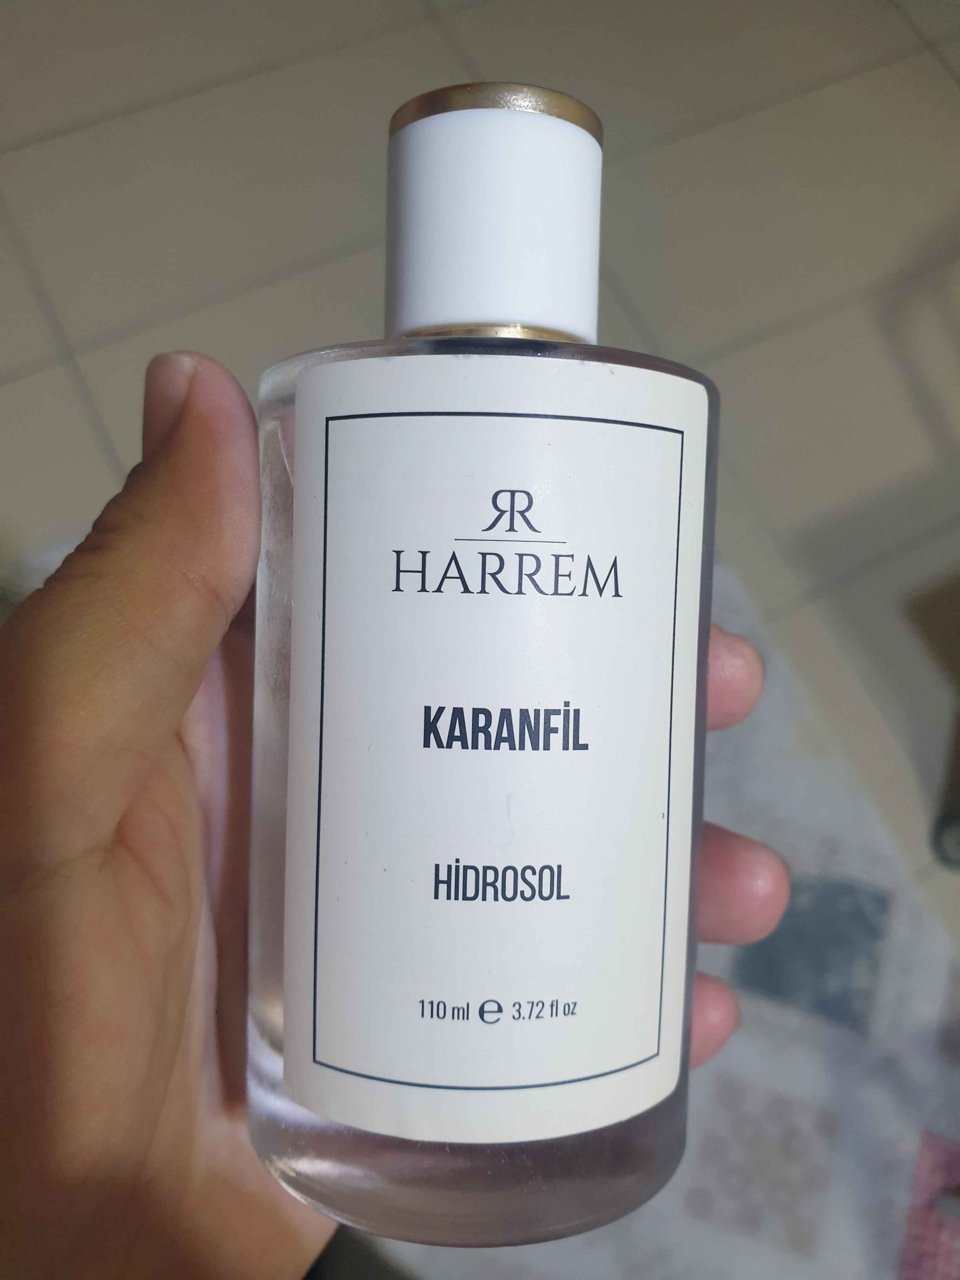 RR
HARREM
KARANFİL
HİDROSOL
110 ml ℮ 3.72 fl oz